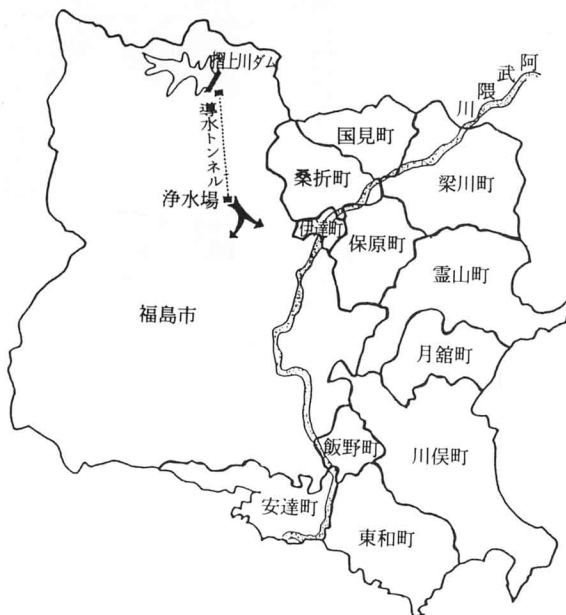 摺上川ダム
導水トンネル
浄水場
阿武隈川
国見町
桑折町
梁川町
伊達町
保原町
霊山町
福島市
月舘町
飯野町
川俣町
安達町
東和町